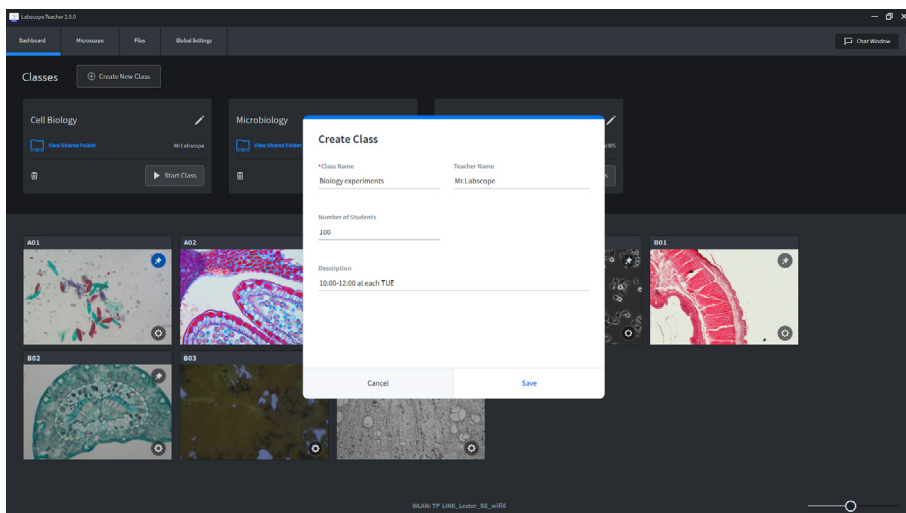 Labscope Teacher 2.0.0
Dashboard Microscope Files Global Settings
Chat Window
Classes
Create New Class
Cell Biology
View Shared Folder
Mr.Labscope
Start Class
Microbiology
View Shared Folder
Create Class
*Class Name
Teacher Name
Biology experiments
Mr.Labscope
Number of Students
100
Description
10:00-12:00 at each TUE
Cancel
Save
A01
A02
B01
B02
B03
WLAN: TP-LINK_Lester_5G_wifi6